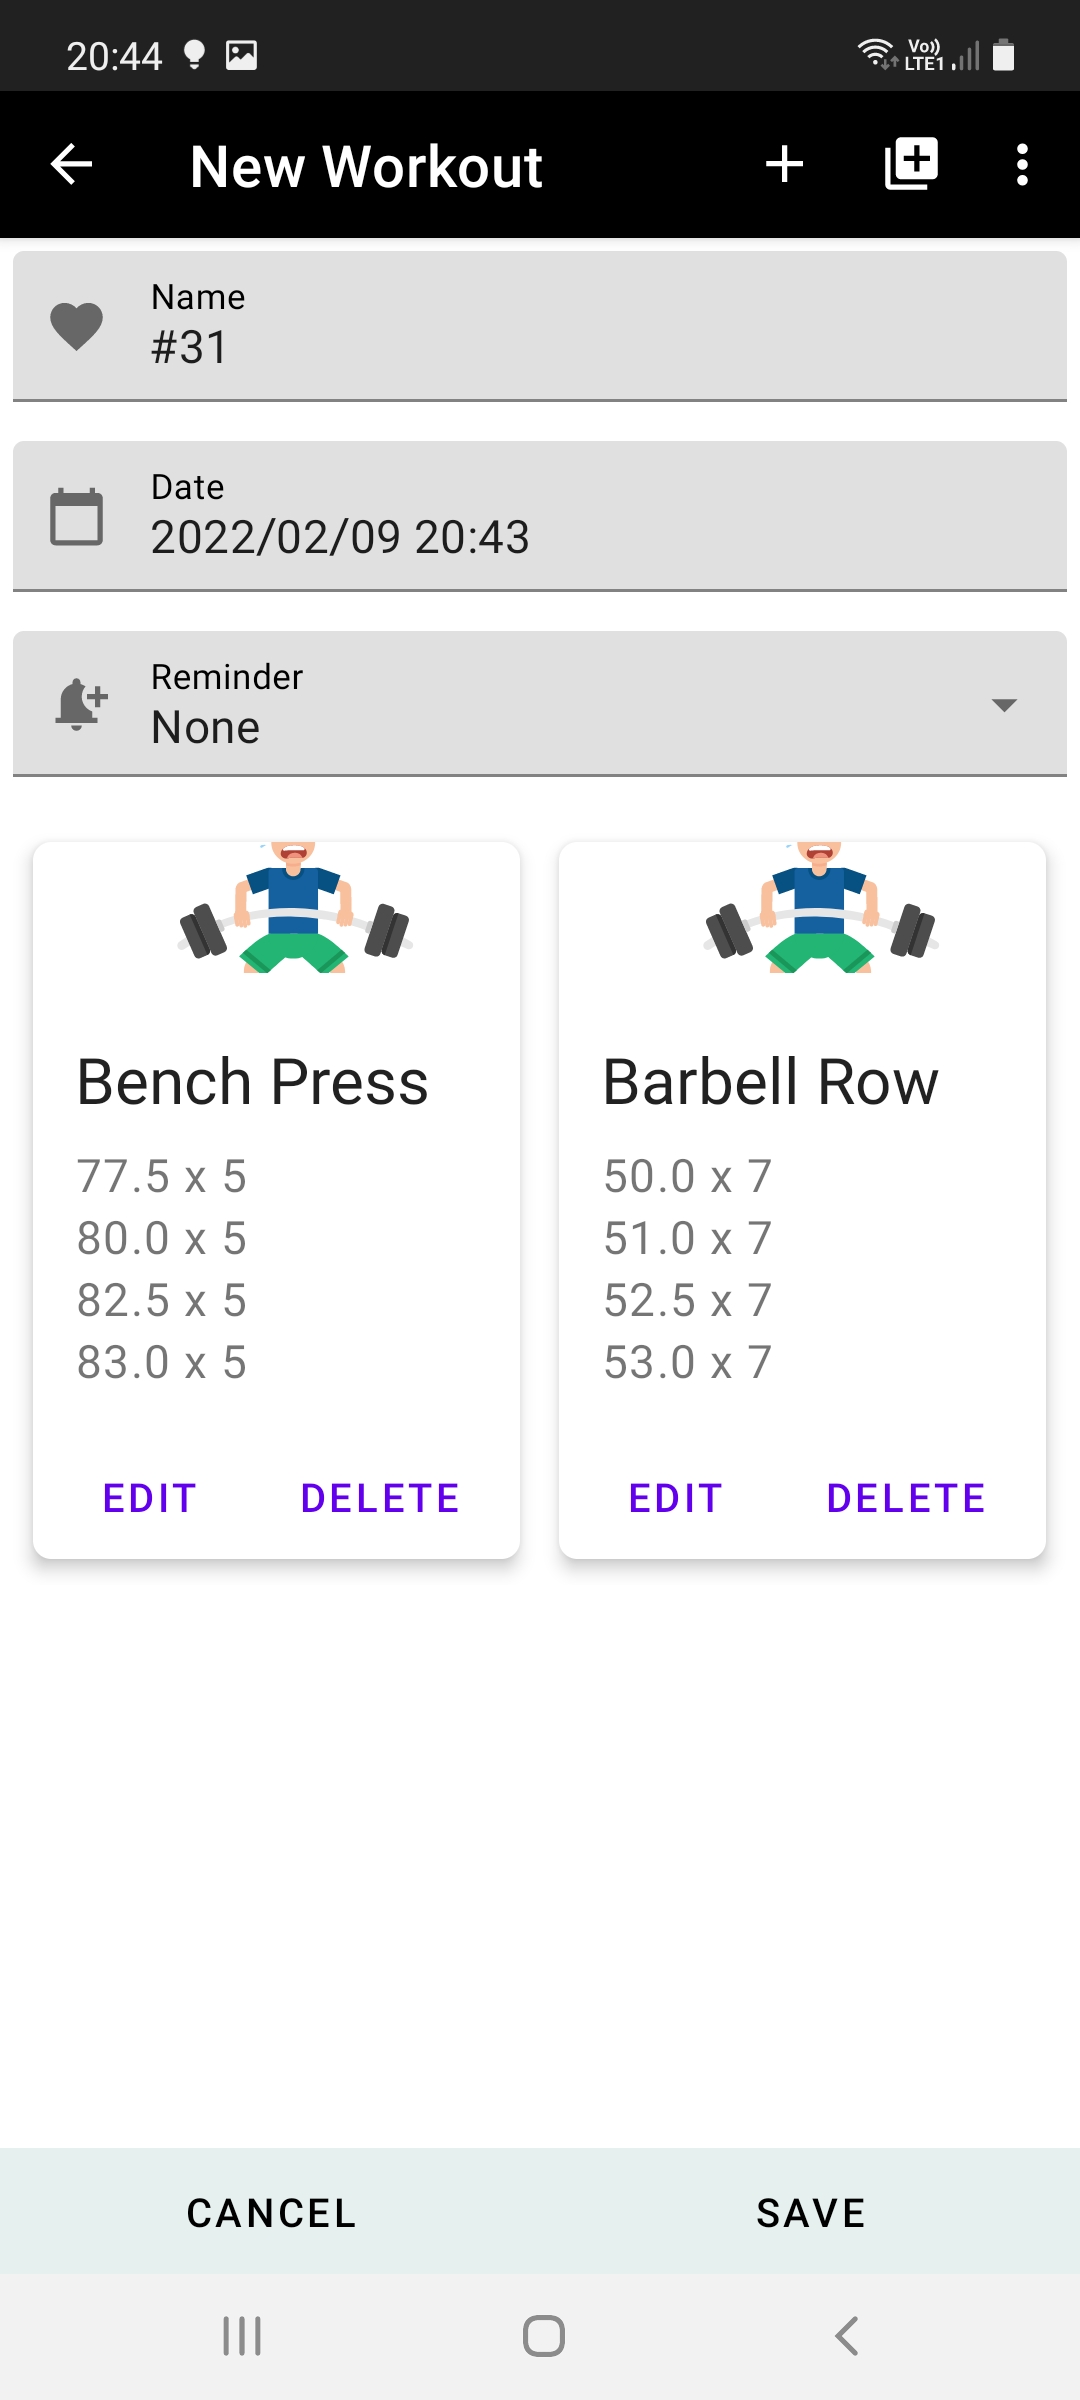 20:44 Vo)) LTE1
New Workout
Name
#31
Date
2022/02/09 20:43
Reminder
None
Bench Press
77.5 x 5
80.0 x 5
82.5 x 5
83.0 x 5
EDIT DELETE
Barbell Row
50.0 x 7
51.0 x 7
52.5 x 7
53.0 x 7
EDIT DELETE
CANCEL SAVE